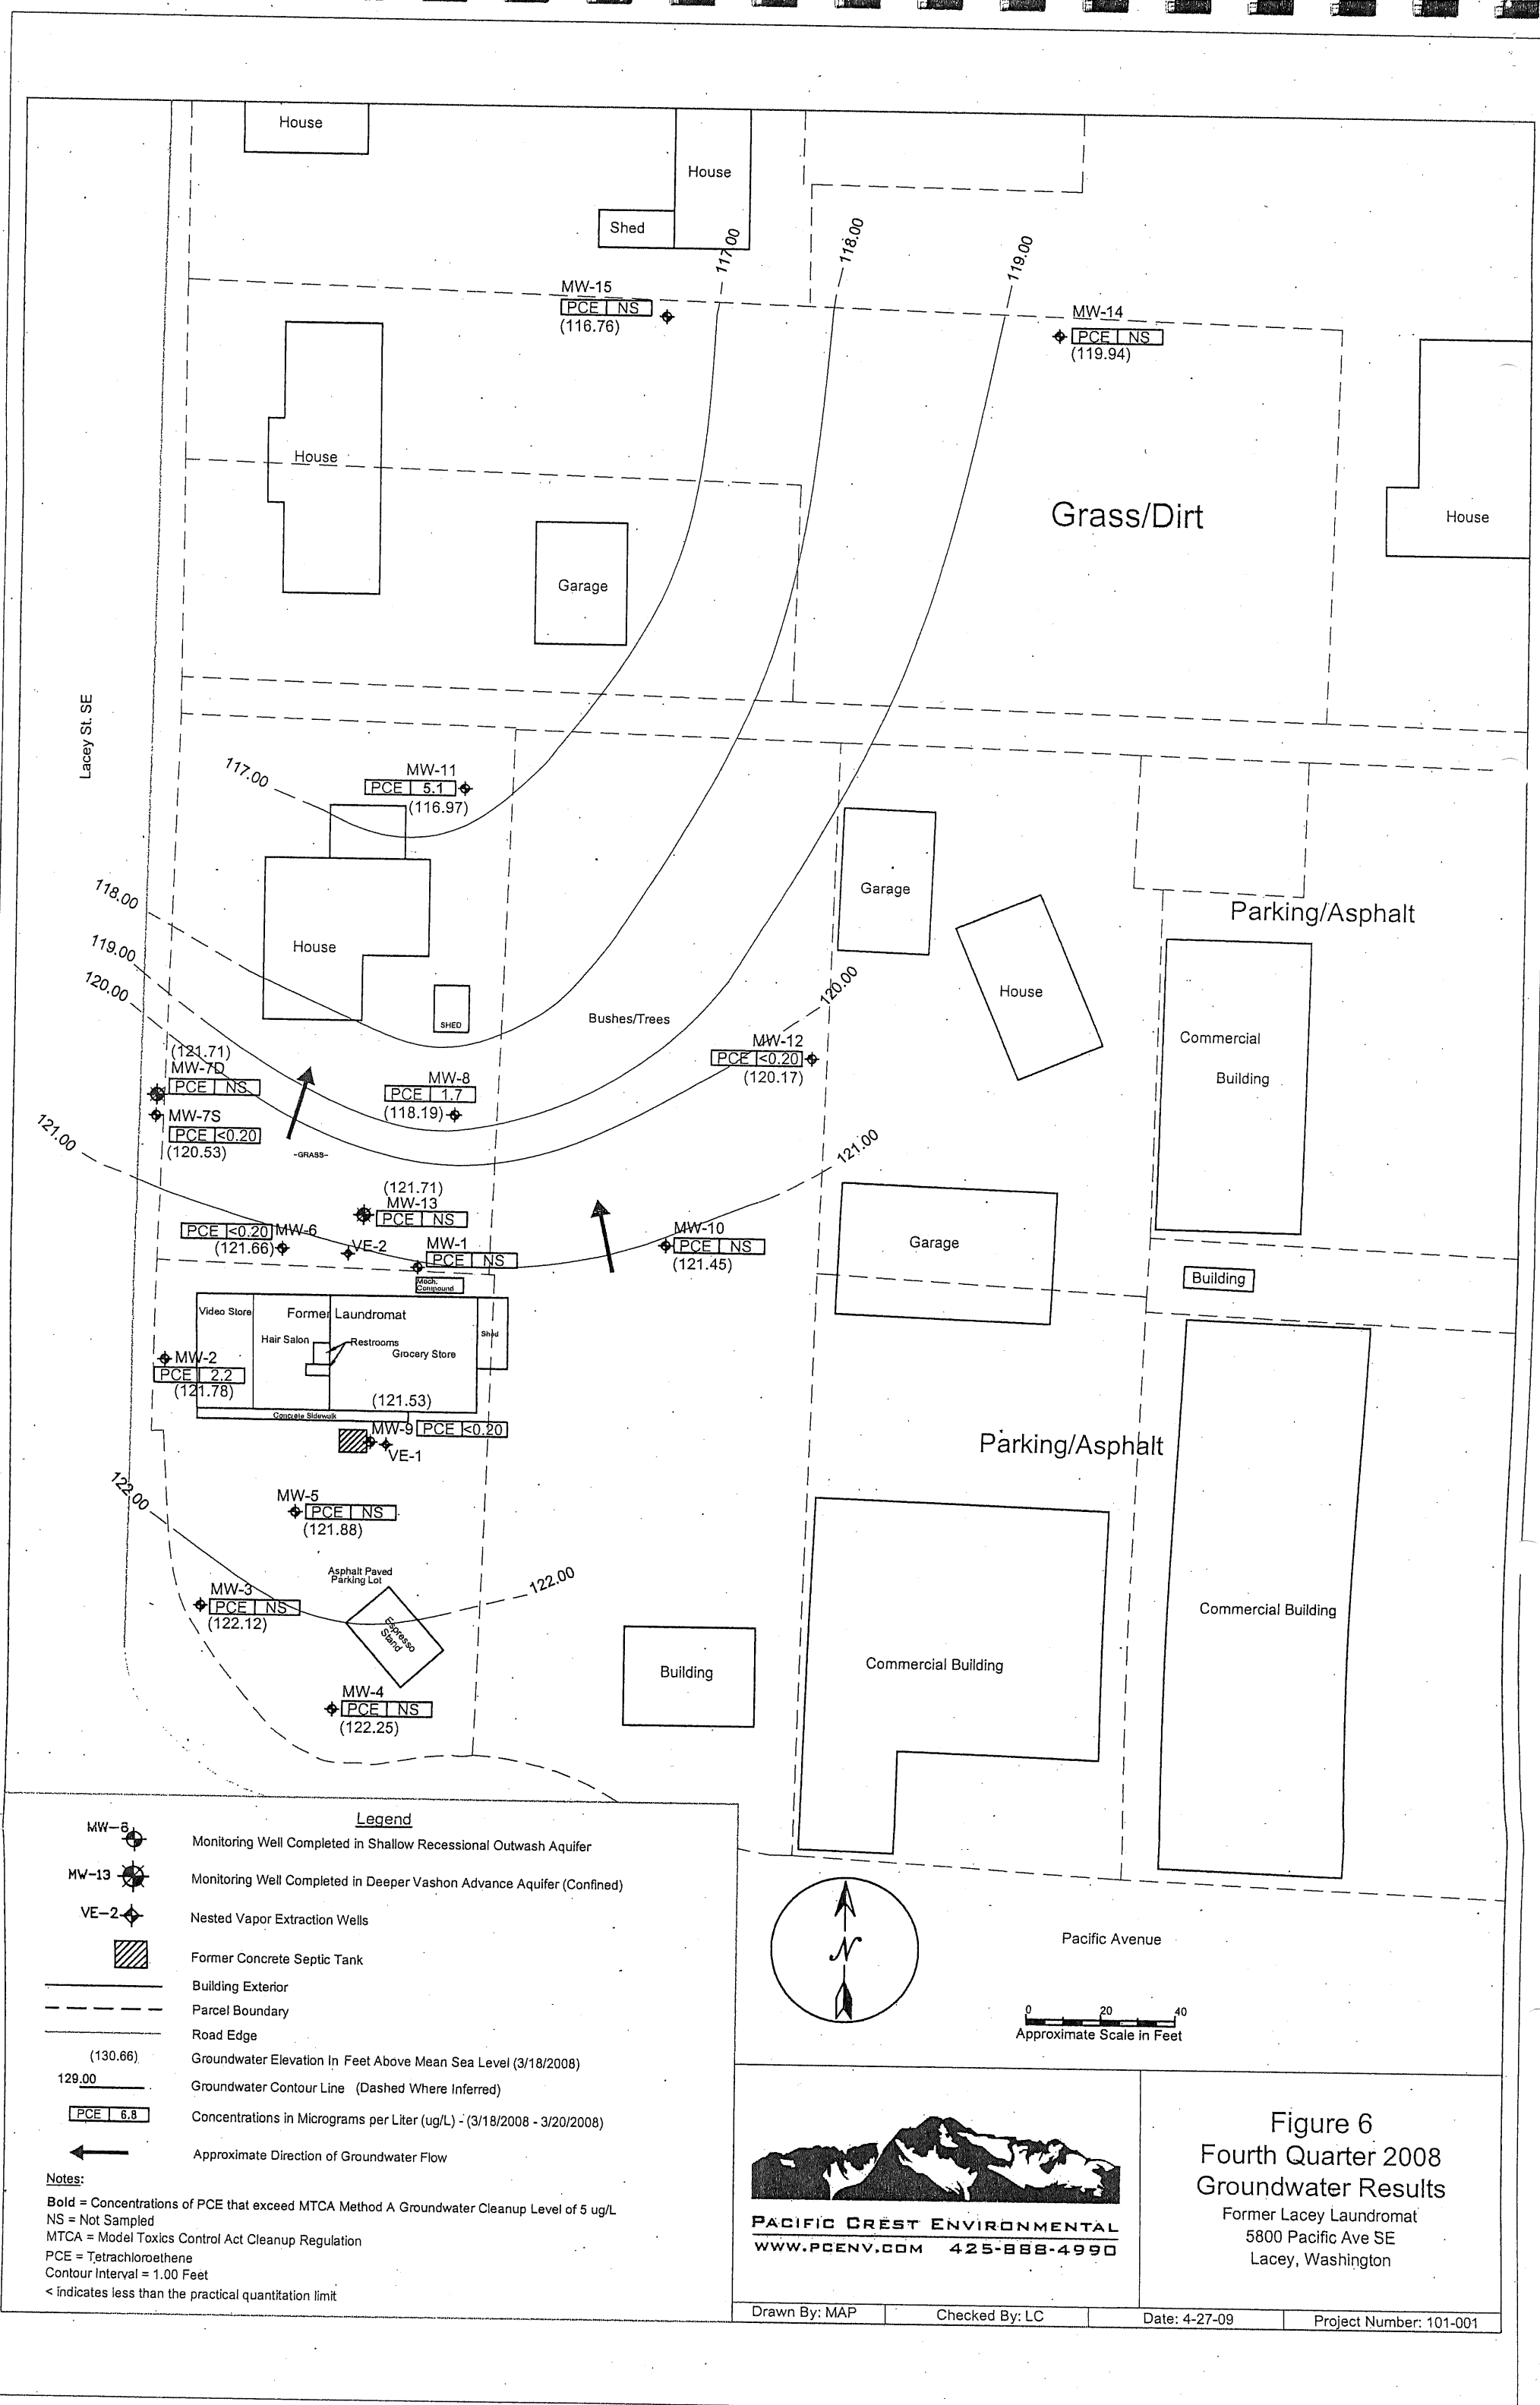 House
House
Shed
117.00
118.00
119.00
MW-15
PCE NS
(116.76)
MW-14
PCE NS
(119.94)
House
Grass/Dirt
House
Garage
Lacey St. SE
117.00
MW-11
PCE 5.1
(116.97)
118.00
119.00
120.00
House
SHED
Bushes/Trees
Garage
Parking/Asphalt
House
120.00
Commercial
Building
MW-12
PCE <0.20
(120.17)
(121.71)
MW-7D
PCE NS
MW-7S
PCE <0.20
(120.53)
MW-8
PCE 1.7
(118.19)
-GRASS-
121.00
121.00
(121.71)
MW-13
PCE NS
PCE <0.20 MW-6
(121.66)
VE-2
MW-1
PCE NS
MW-10
PCE NS
(121.45)
Garage
Building
Mech.
Compound
Video Store
Former Laundromat
Hair Salon
Restrooms
Grocery Store
Shed
MW-2
PCE 2.2
(121.78)
(121.53)
Concrete Sidewalk
MW-9 PCE <0.20
VE-1
Parking/Asphalt
122.00
MW-5
PCE NS
(121.88)
Asphalt Paved
Parking Lot
122.00
MW-3
PCE NS
(122.12)
Espresso
Stand
MW-4
PCE NS
(122.25)
Building
Commercial Building
Commercial Building
Legend
MW-6
Monitoring Well Completed in Shallow Recessional Outwash Aquifer
MW-13
Monitoring Well Completed in Deeper Vashon Advance Aquifer (Confined)
VE-2
Nested Vapor Extraction Wells
Former Concrete Septic Tank
Building Exterior
Parcel Boundary
Road Edge
(130.66)
Groundwater Elevation In Feet Above Mean Sea Level (3/18/2008)
129.00
Groundwater Contour Line (Dashed Where Inferred)
PCE 6.8
Concentrations in Micrograms per Liter (ug/L) - (3/18/2008 - 3/20/2008)
Approximate Direction of Groundwater Flow
Notes:
Bold = Concentrations of PCE that exceed MTCA Method A Groundwater Cleanup Level of 5 ug/L
NS = Not Sampled
MTCA = Model Toxics Control Act Cleanup Regulation
PCE = Tetrachloroethene
Contour Interval = 1.00 Feet
< indicates less than the practical quantitation limit
N
Pacific Avenue
0 20 40
Approximate Scale in Feet
PACIFIC CREST ENVIRONMENTAL
WWW.PCENV.COM 425-888-4990
Figure 6
Fourth Quarter 2008
Groundwater Results
Former Lacey Laundromat
5800 Pacific Ave SE
Lacey, Washington
Drawn By: MAP
Checked By: LC
Date: 4-27-09
Project Number: 101-001